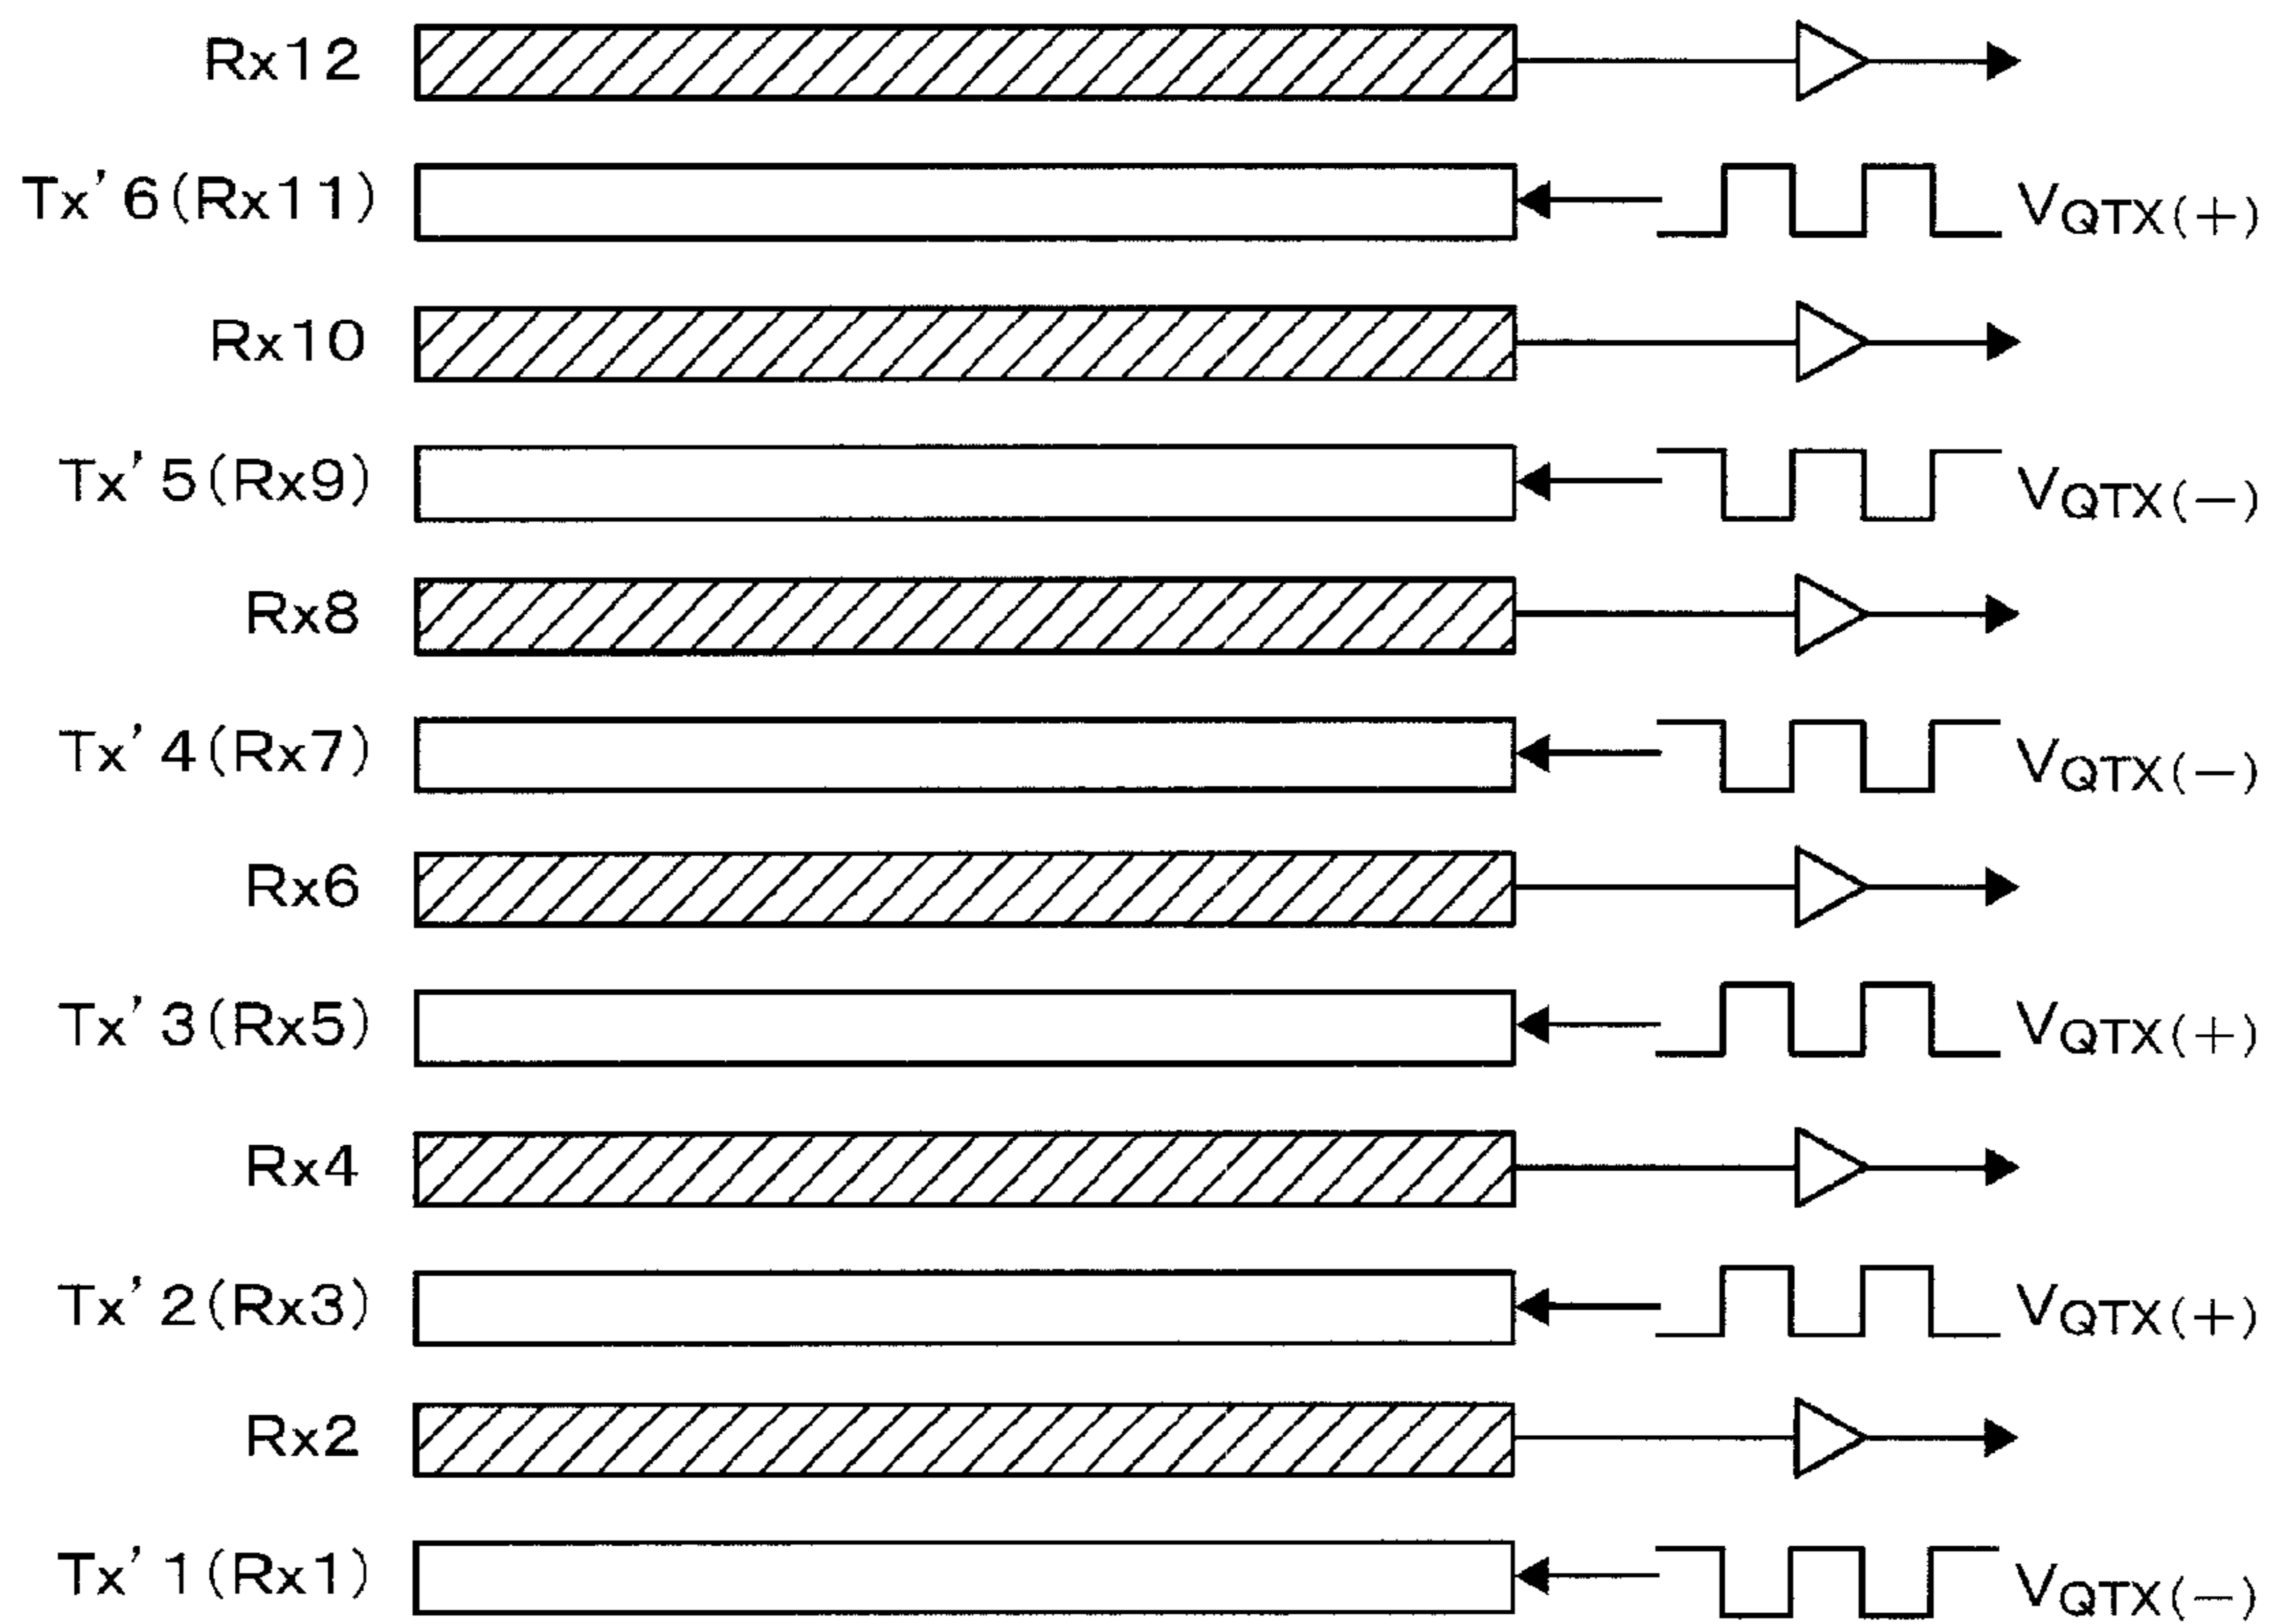 Rx12
Tx'6(Rx11) VQTX(+)
Rx10
Tx'5(Rx9) VQTX(−)
Rx8
Tx'4(Rx7) VQTX(−)
Rx6
Tx'3(Rx5) VQTX(+)
Rx4
Tx'2(Rx3) VQTX(+)
Rx2
Tx'1(Rx1) VQTX(−)